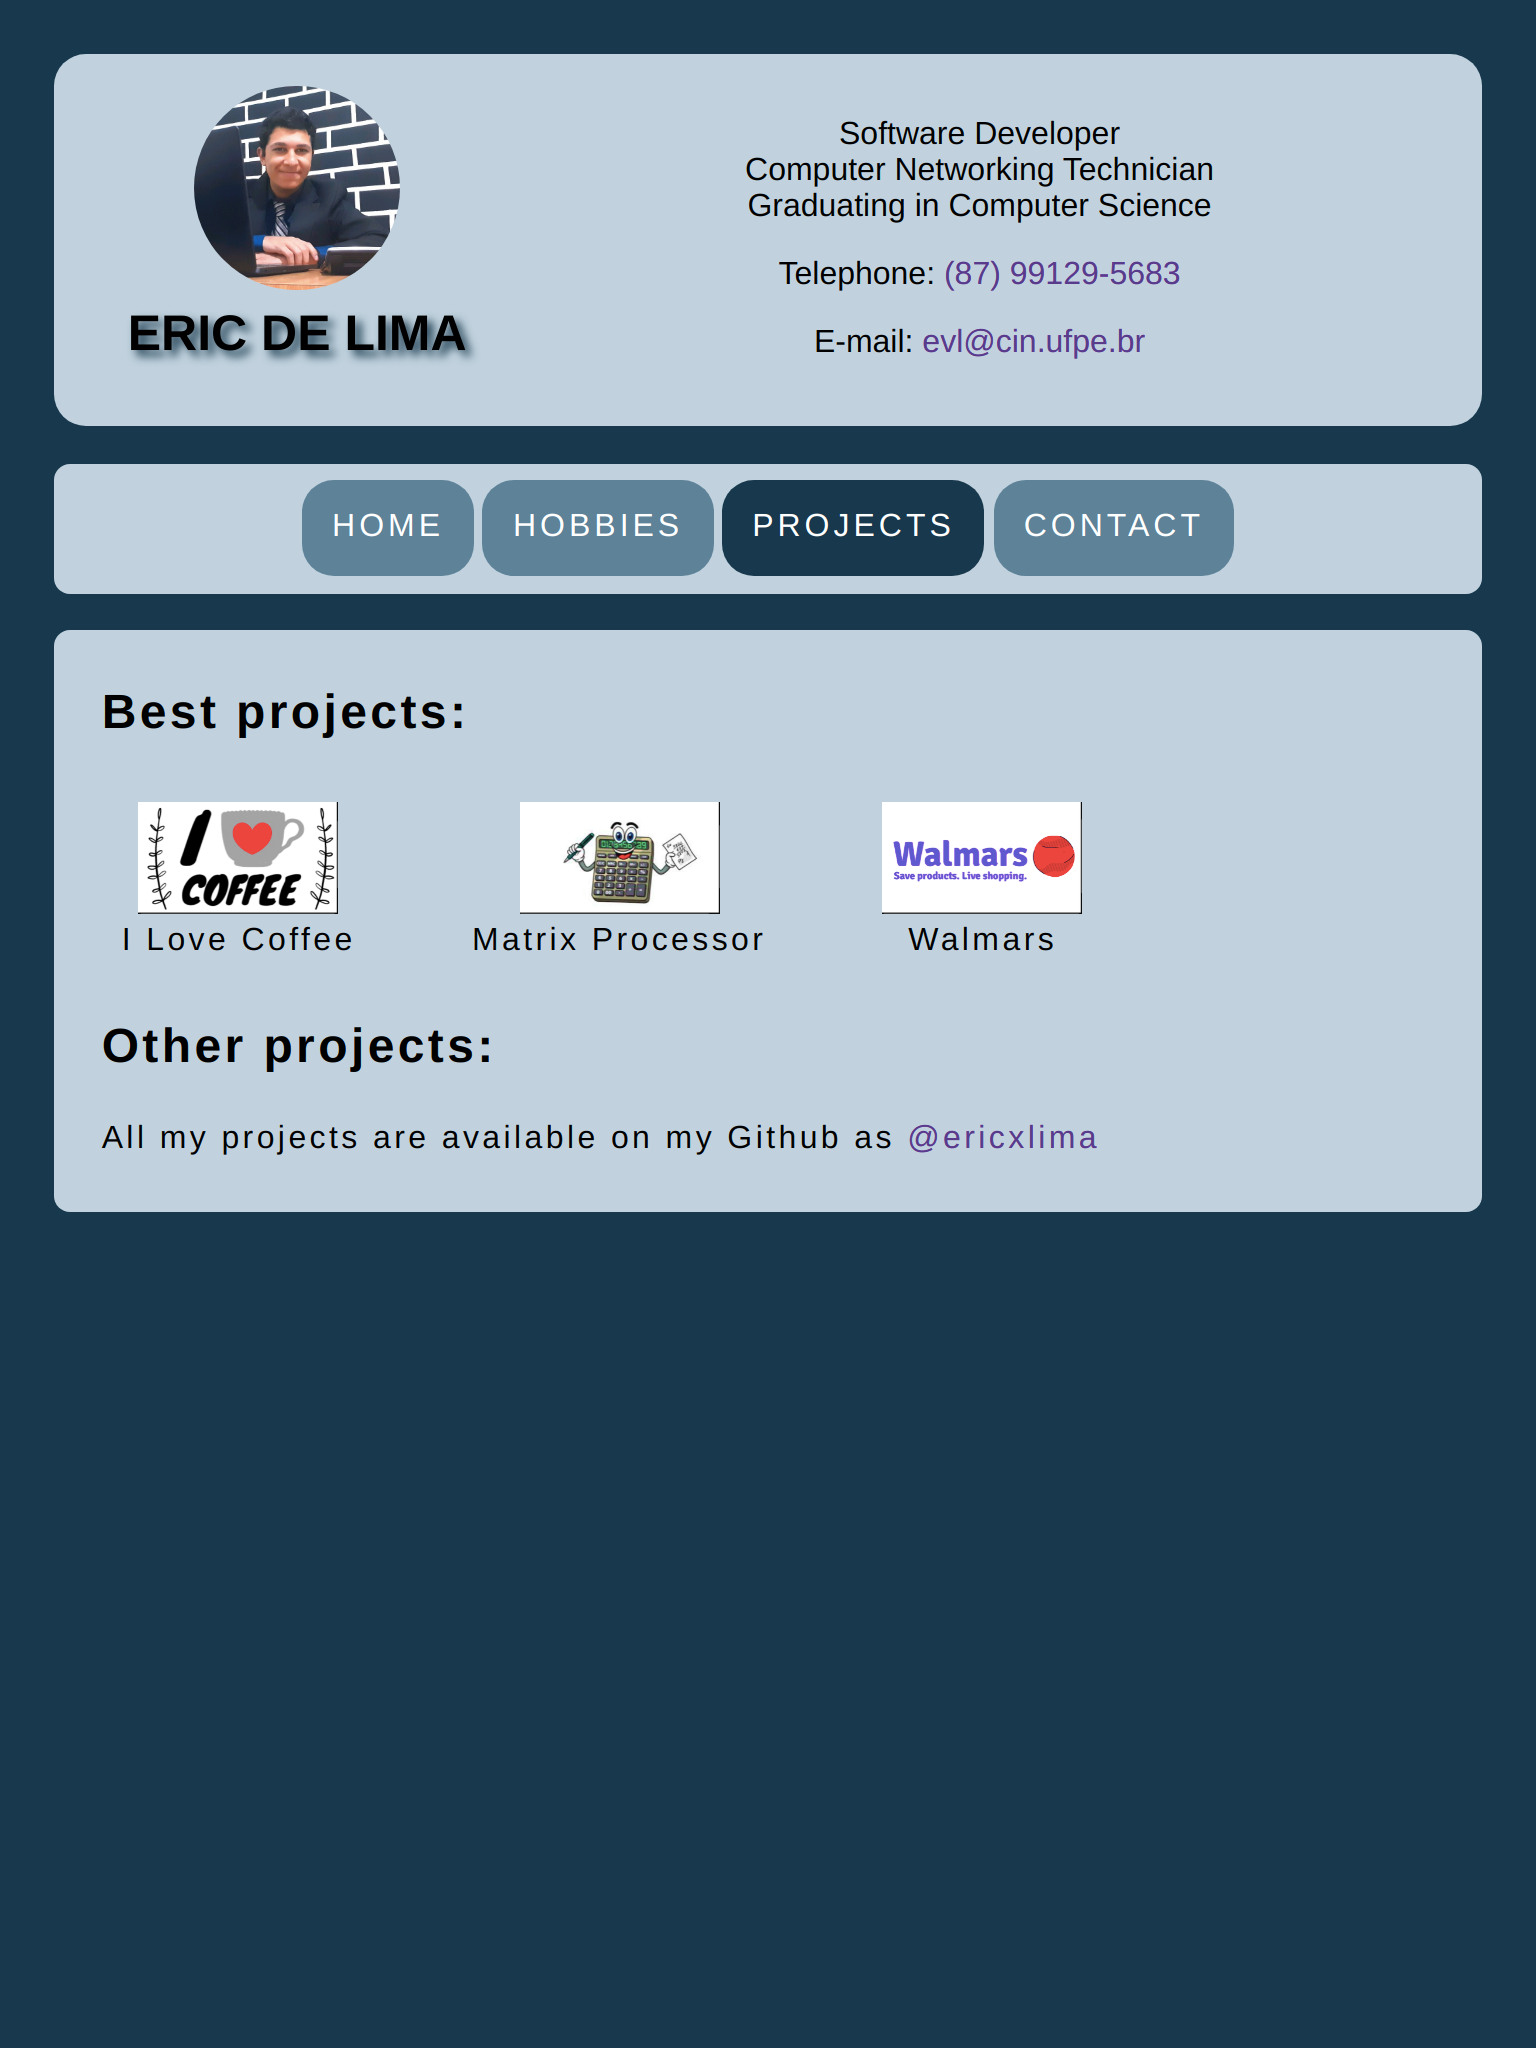 ERIC DE LIMA
Software Developer
Computer Networking Technician
Graduating in Computer Science
Telephone: (87) 99129-5683
E-mail: evl@cin.ufpe.br
HOME
HOBBIES
PROJECTS
CONTACT
Best projects:
I
COFFEE
I Love Coffee
Matrix Processor
Walmars
Save products. Live shopping.
Walmars
Other projects:
All my projects are available on my Github as @ericxlima